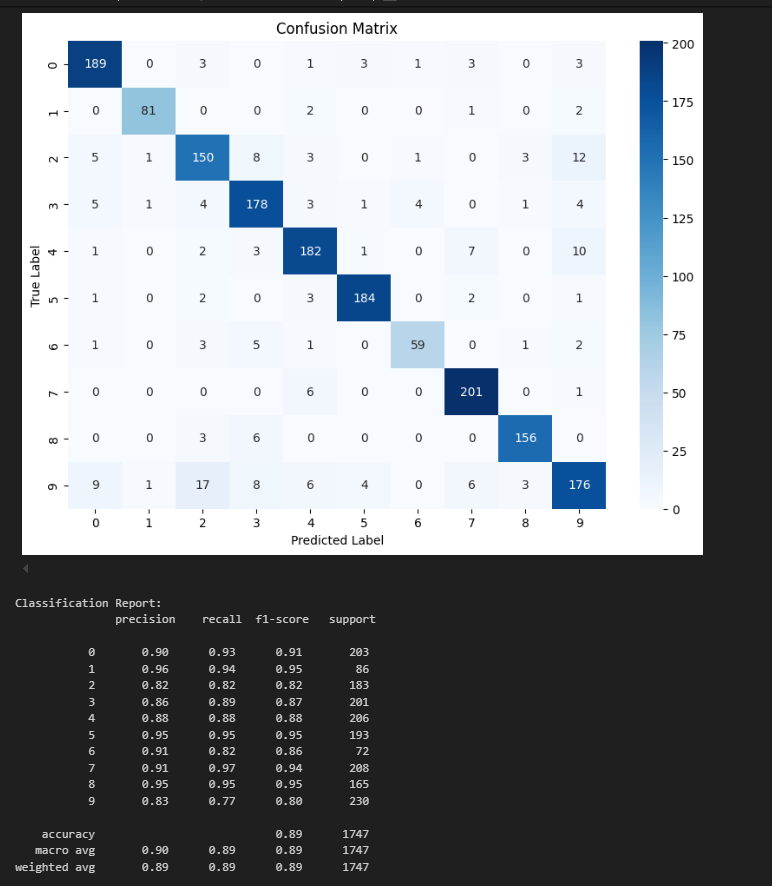 Confusion Matrix
0 189 0 3 0 1 3 1 3 0 3 200
1 0 81 0 0 2 0 0 1 0 2 175
2 5 1 150 8 3 0 1 0 3 12 150
3 5 1 4 178 3 1 4 0 1 4 125
4 1 0 2 3 182 1 0 7 0 10 100
5 1 0 2 0 3 184 0 2 0 1 75
6 1 0 3 5 1 0 59 0 1 2 50
7 0 0 0 0 6 0 0 201 0 1
8 0 0 3 6 0 0 0 0 156 0 25
9 9 1 17 8 6 4 0 6 3 176 0
True Label
0 1 2 3 4 5 6 7 8 9
Predicted Label
Classification Report:
precision recall f1-score support
0 0.90 0.93 0.91 203
1 0.96 0.94 0.95 86
2 0.82 0.82 0.82 183
3 0.86 0.89 0.87 201
4 0.88 0.88 0.88 206
5 0.95 0.95 0.95 193
6 0.91 0.82 0.86 72
7 0.91 0.97 0.94 208
8 0.95 0.95 0.95 165
9 0.83 0.77 0.80 230
accuracy 0.89 1747
macro avg 0.90 0.89 0.89 1747
weighted avg 0.89 0.89 0.89 1747